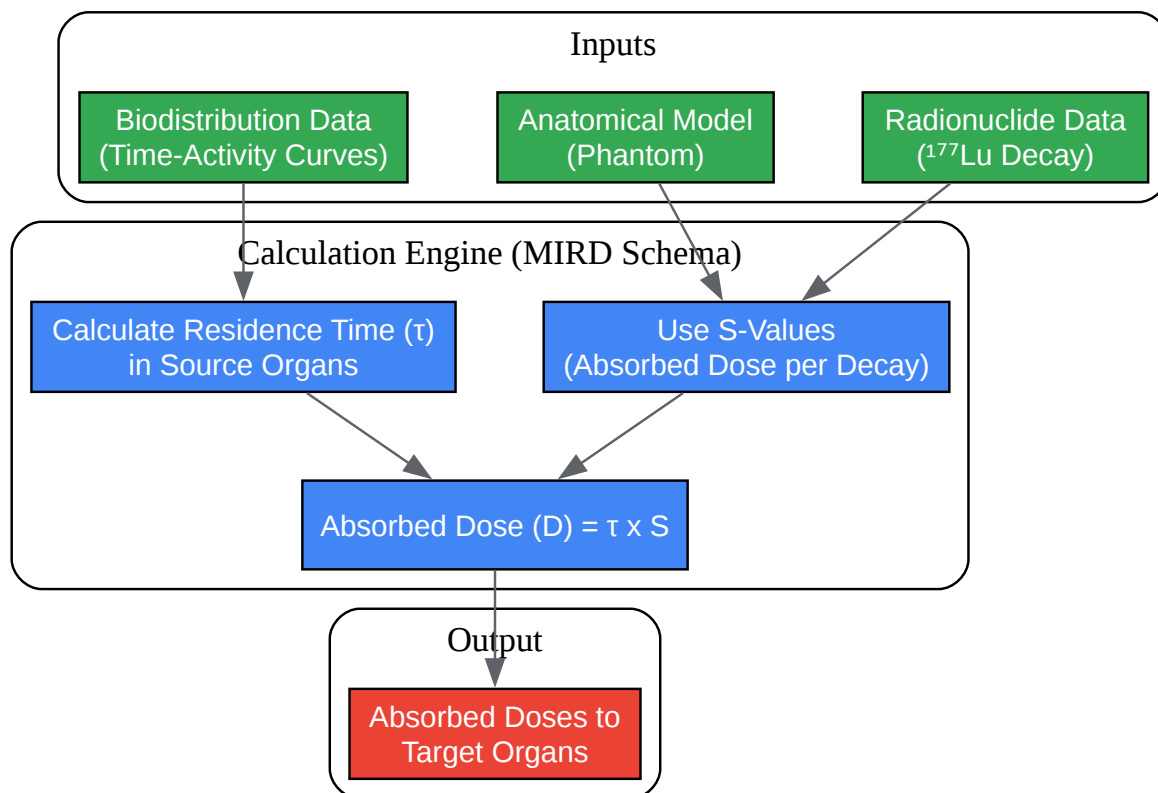 Inputs
Biodistribution Data
(Time-Activity Curves)
Anatomical Model
(Phantom)
Radionuclide Data
(¹⁷⁷Lu Decay)
Calculation Engine (MIRD Schema)
Calculate Residence Time (τ)
in Source Organs
Use S-Values
(Absorbed Dose per Decay)
Absorbed Dose (D) = τ x S
Output
Absorbed Doses to
Target Organs